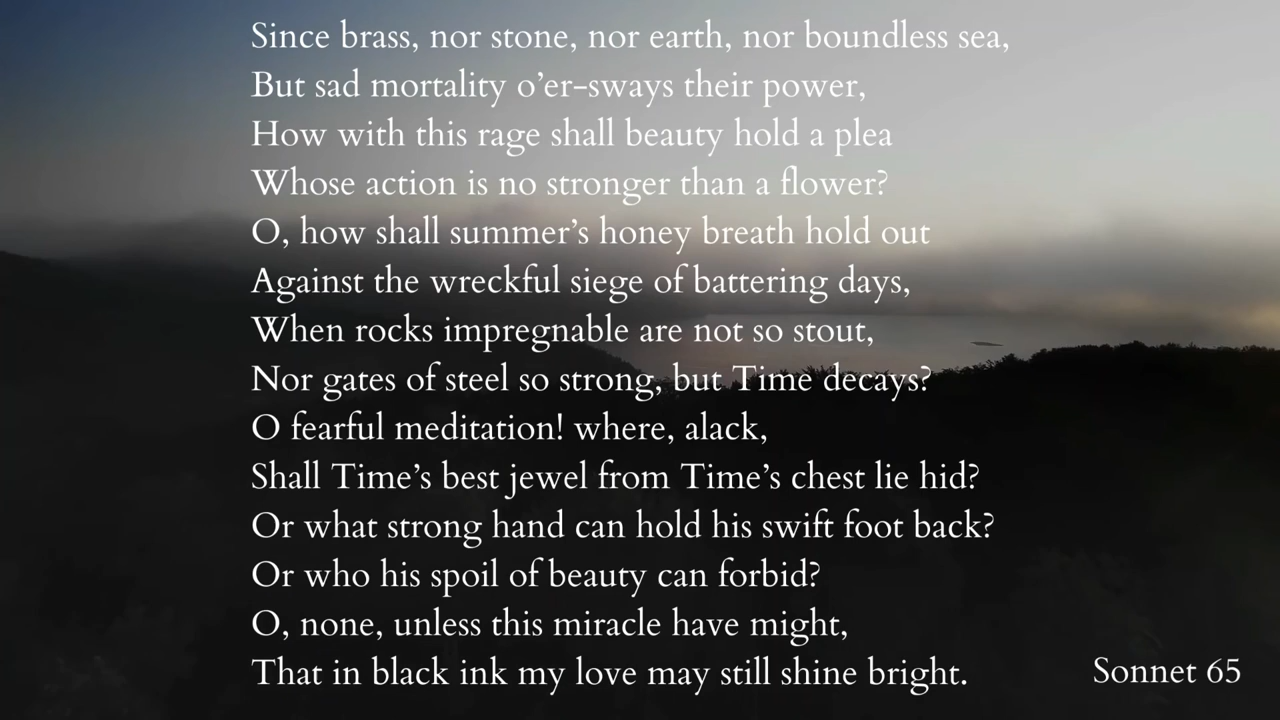 Since brass, nor stone, nor earth, nor boundless sea,
But sad mortality o’er-sways their power,
How with this rage shall beauty hold a plea
Whose action is no stronger than a flower?
O, how shall summer’s honey breath hold out
Against the wreckful siege of battering days,
When rocks impregnable are not so stout,
Nor gates of steel so strong, but Time decays?
O fearful meditation! where, alack,
Shall Time’s best jewel from Time’s chest lie hid?
Or what strong hand can hold his swift foot back?
Or who his spoil of beauty can forbid?
O, none, unless this miracle have might,
That in black ink my love may still shine bright.
Sonnet 65